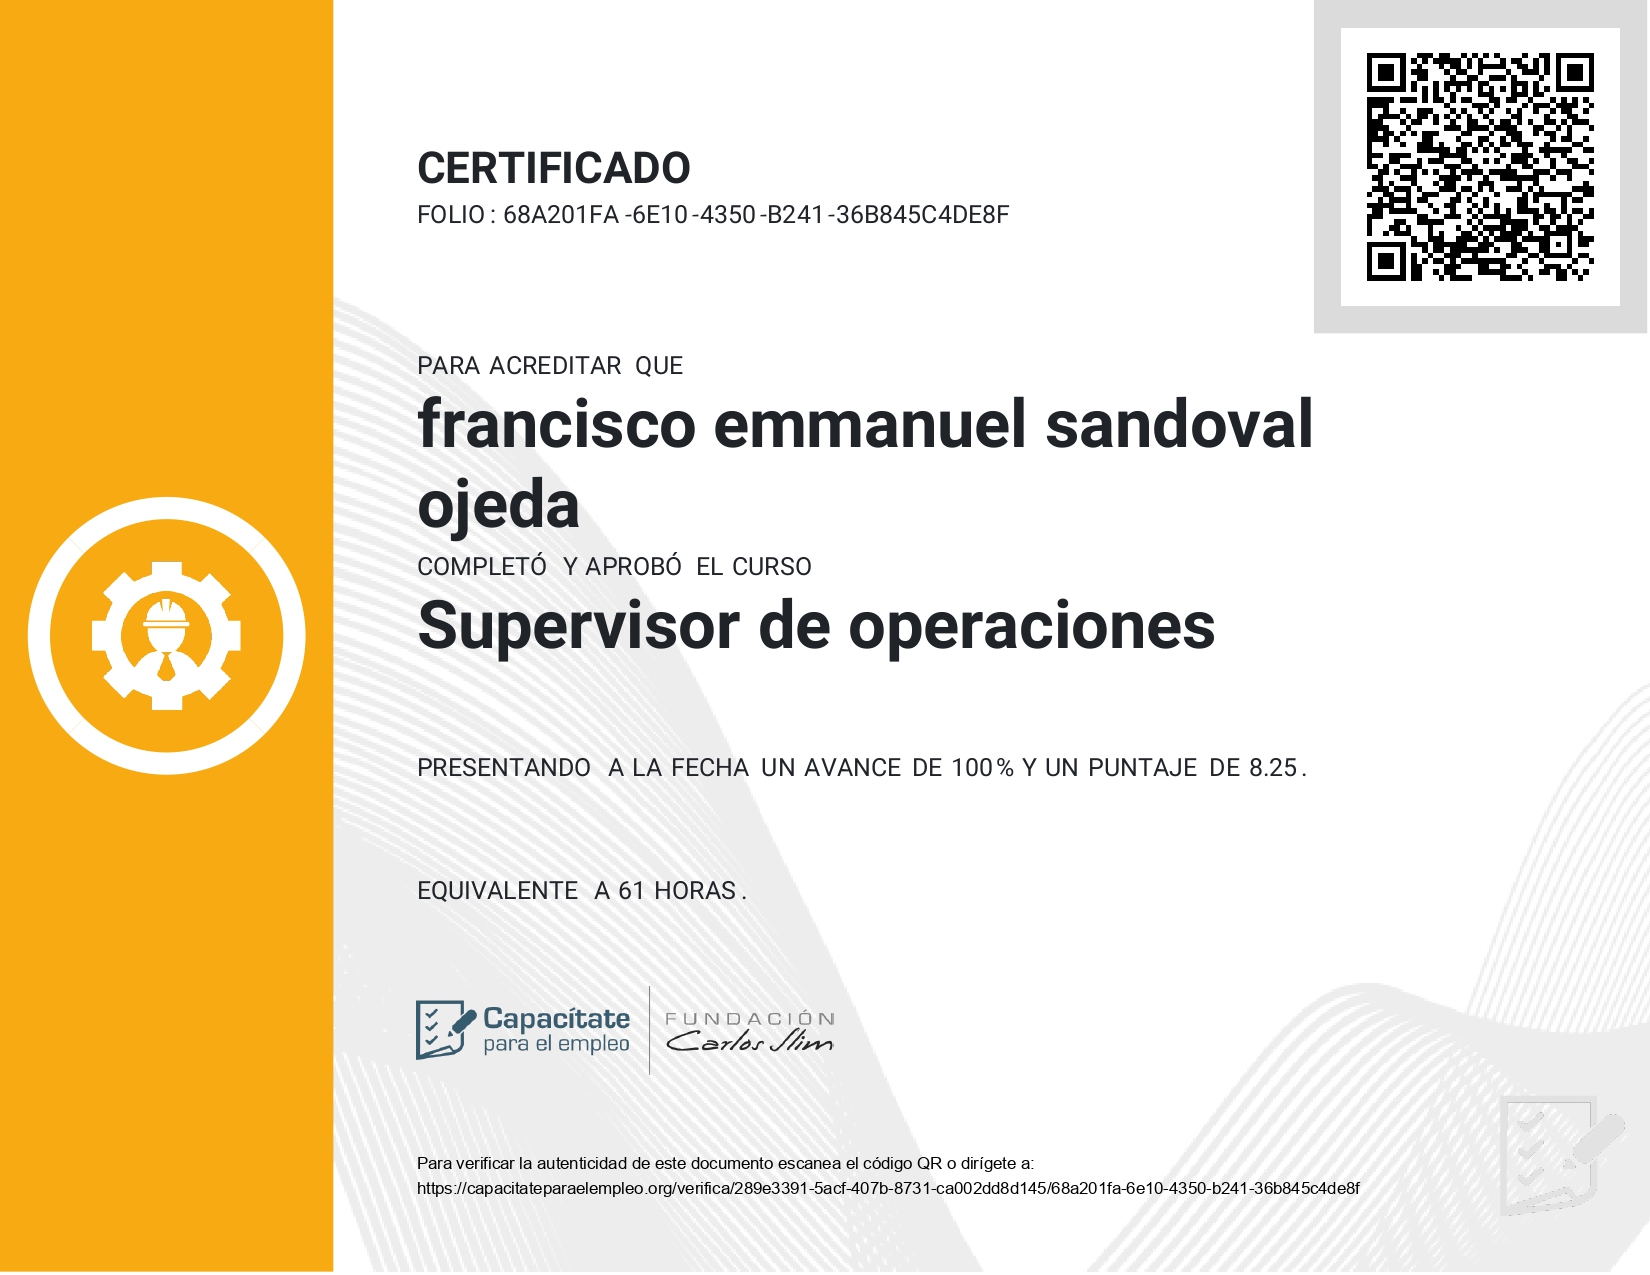 CERTIFICADO
FOLIO: 68A201FA-6E10-4350-B241-36B845C4DE8F
PARA ACREDITAR QUE
francisco emmanuel sandoval
ojeda
COMPLETÓ Y APROBÓ EL CURSO
Supervisor de operaciones
PRESENTANDO A LA FECHA UN AVANCE DE 100% Y UN PUNTAJE DE 8.25.
EQUIVALENTE A 61 HORAS.
Capacítate
para el empleo
FUNDACIÓN
Carlos Slim
Para verificar la autenticidad de este documento escanea el código QR o dirígete a:
https://capacitateparaelempleo.org/verifica/289e3391-5acf-407b-8731-ca002dd8d145/68a201fa-6e10-4350-b241-36b845c4de8f